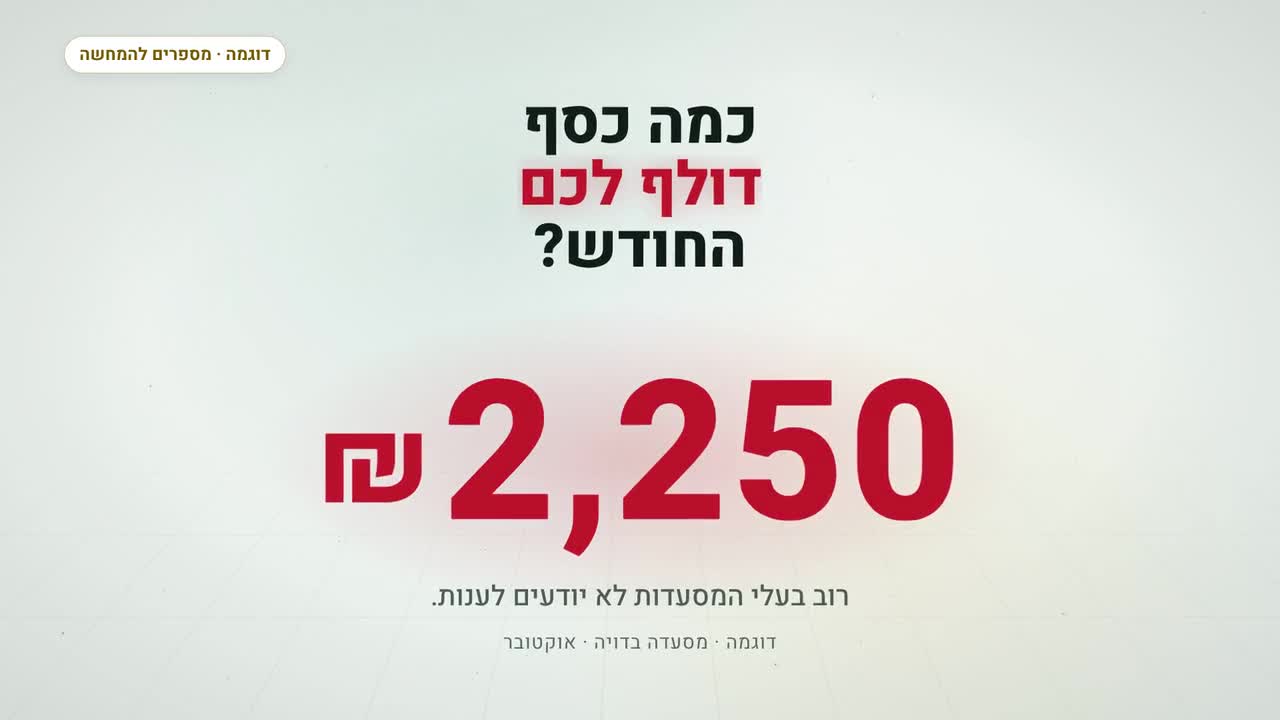 דוגמה · מספרים להמחשה
כמה כסף
דולף לכם
החודש?
₪2,250
רוב בעלי המסעדות לא יודעים לענות.
דוגמה · מסעדה בדויה · אוקטובר